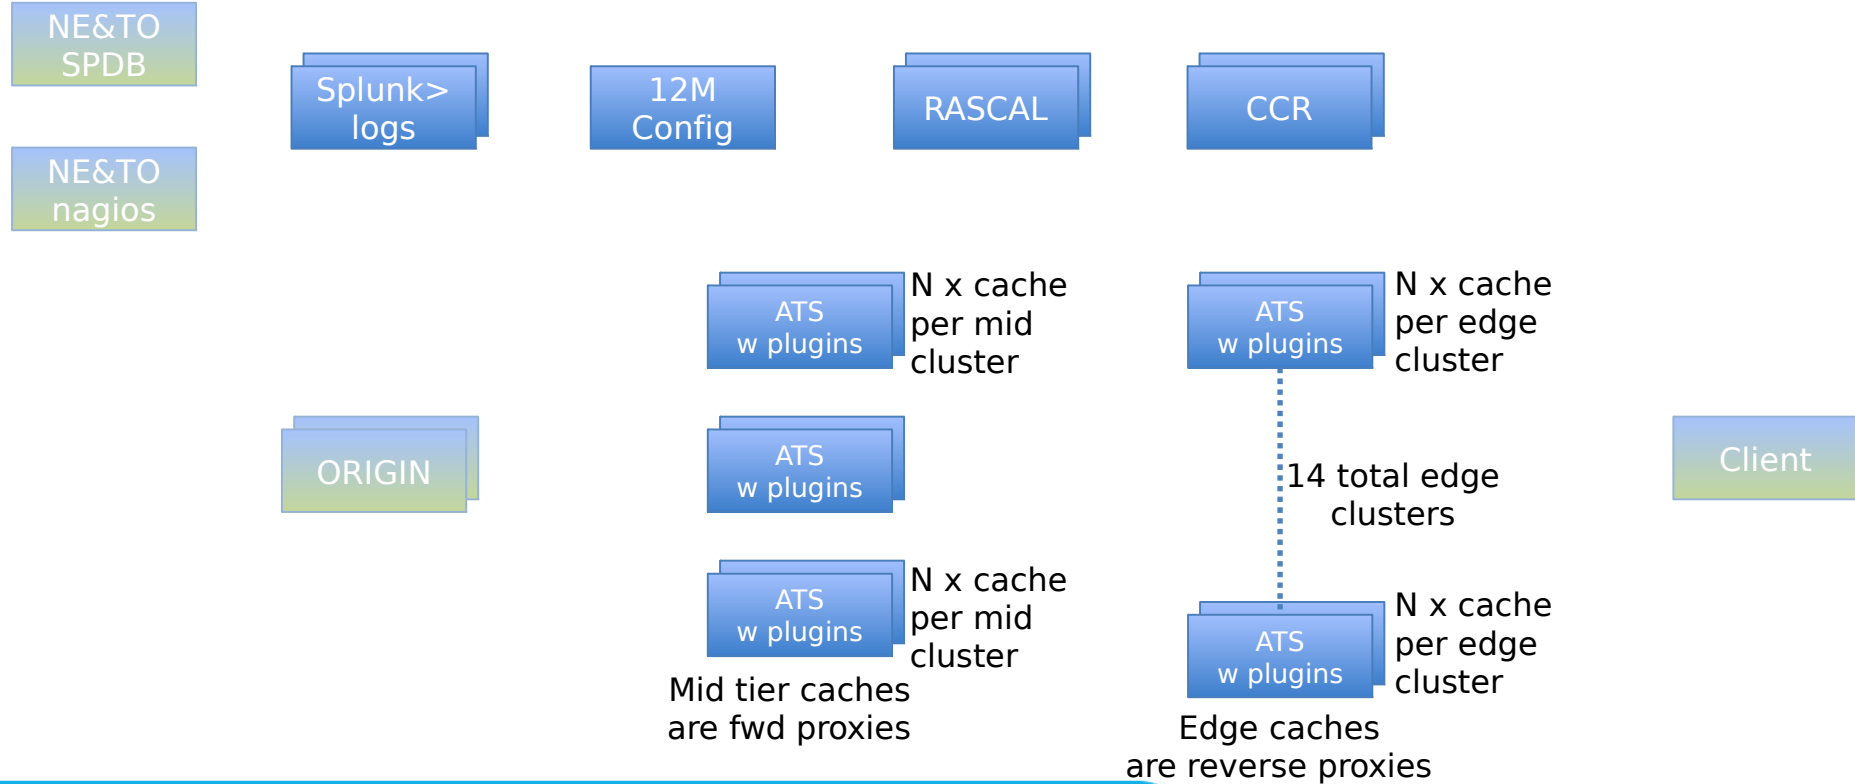 NE&TO
SPDB
Splunk>
logs
12M
Config
RASCAL
CCR
NE&TO
nagios
ATS
w plugins
N x cache
per mid
cluster
ATS
w plugins
N x cache
per edge
cluster
ORIGIN
ATS
w plugins
14 total edge
clusters
Client
ATS
w plugins
N x cache
per mid
cluster
ATS
w plugins
N x cache
per edge
cluster
Mid tier caches
are fwd proxies
Edge caches
are reverse proxies